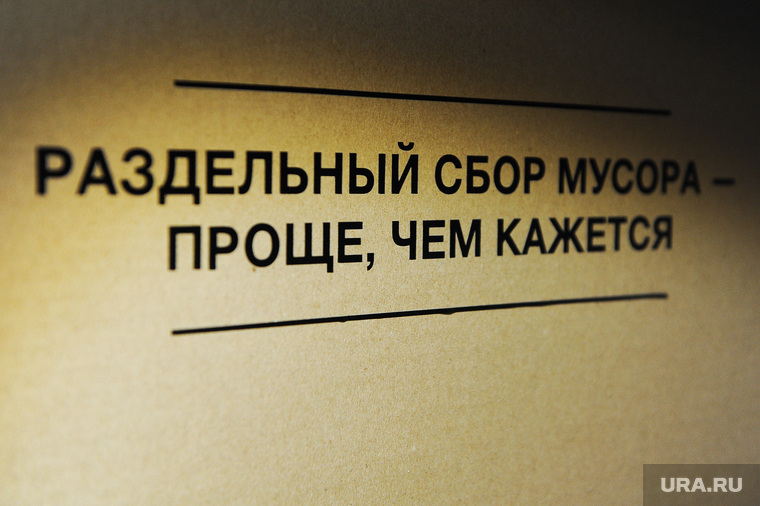 РАЗДЕЛЬНЫЙ СБОР МУСОРА –
ПРОЩЕ, ЧЕМ КАЖЕТСЯ
URA.RU